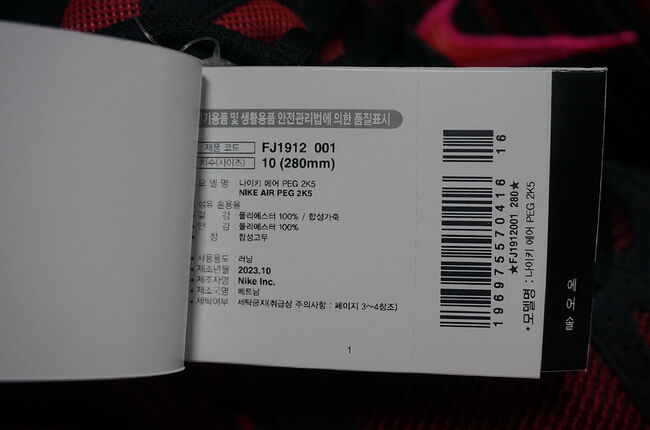 전기용품 및 생활용품 안전관리법에 의한 품질표시
제품 코드 FJ1912 001
치수(사이즈) 10 (280mm)
모 델 명 나이키 에어 PEG 2K5
NIKE AIR PEG 2K5
섬유 혼용율
• 겉 감 폴리에스터 100% / 합성가죽
• 안 감 폴리에스터 100%
• 창 합성고무
• 사용용도 : 러닝
• 제조년월 : 2023.10
• 제조자명 : Nike Inc.
• 제조국명 : 베트남
• 세탁여부 : 세탁금지(취급상 주의사항 : 페이지 3~4참조)
1
196975570416
16
★FJ1912001 280★
• 모델명 : 나이키 에어 PEG 2K5
에어솔